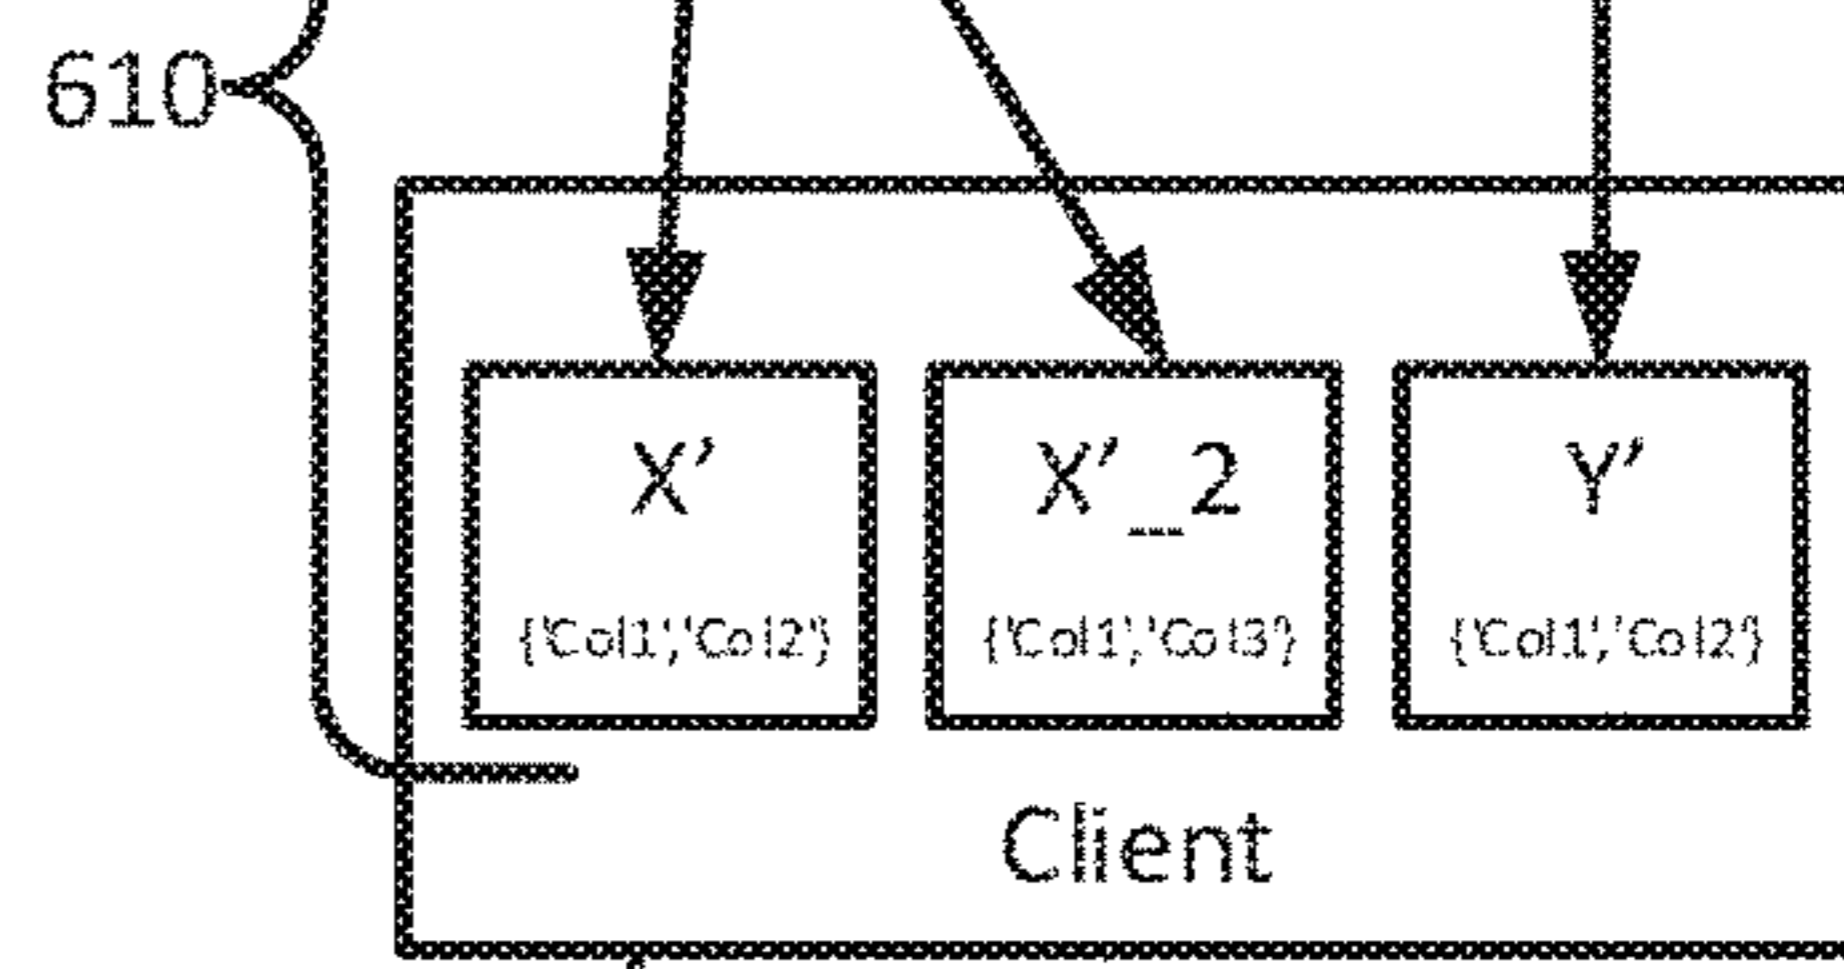 610
X’
X’_2
Y’
{'Col1','Col2'}
{'Col1','Col3'}
{'Col1','Col2'}
Client